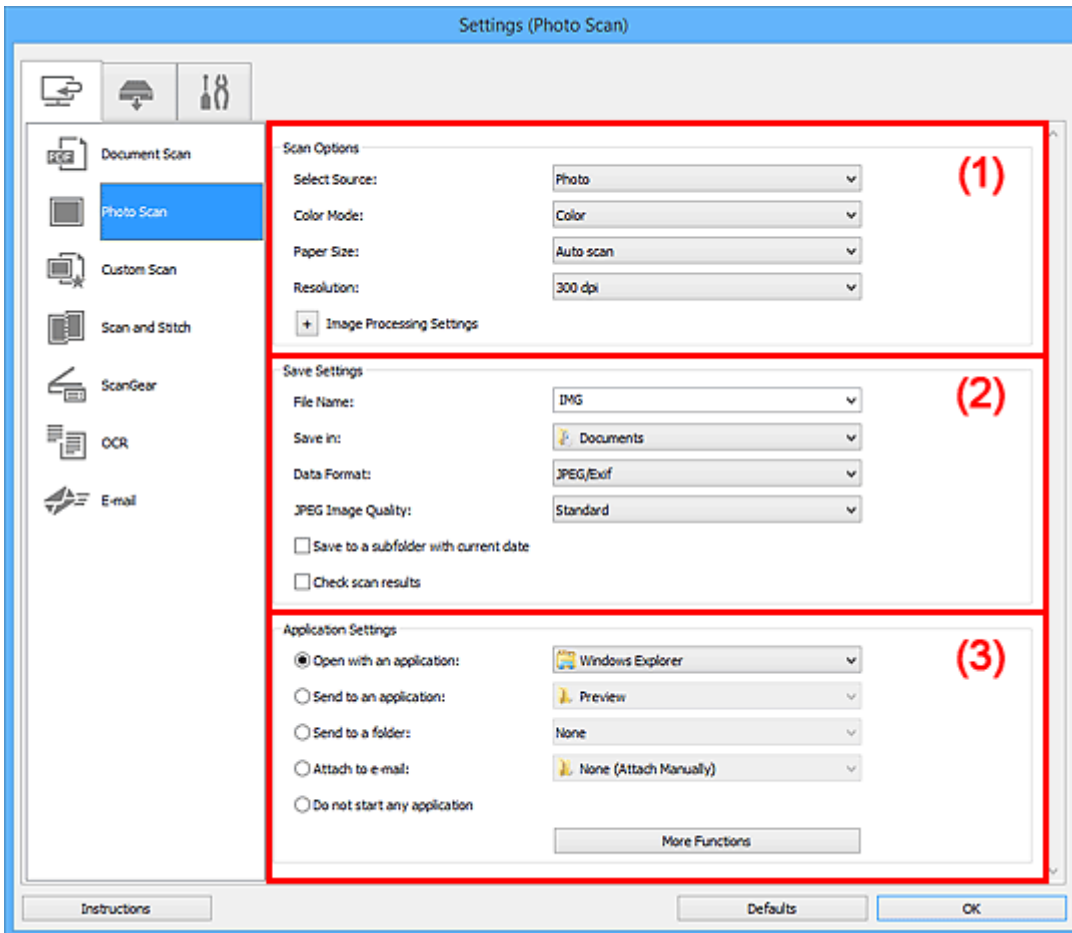 Settings (Photo Scan)
Document Scan
Photo Scan
Custom Scan
Scan and Stitch
ScanGear
OCR
E-mail
(1)
Scan Options
Select Source: Photo
Color Mode: Color
Paper Size: Auto scan
Resolution: 300 dpi
+ Image Processing Settings
(2)
Save Settings
File Name: IMG
Save in: Documents
Data Format: JPEG/Exif
JPEG Image Quality: Standard
Save to a subfolder with current date
Check scan results
(3)
Application Settings
Open with an application: Windows Explorer
Send to an application: Preview
Send to a folder: None
Attach to e-mail: None (Attach Manually)
Do not start any application
More Functions
Instructions Defaults OK